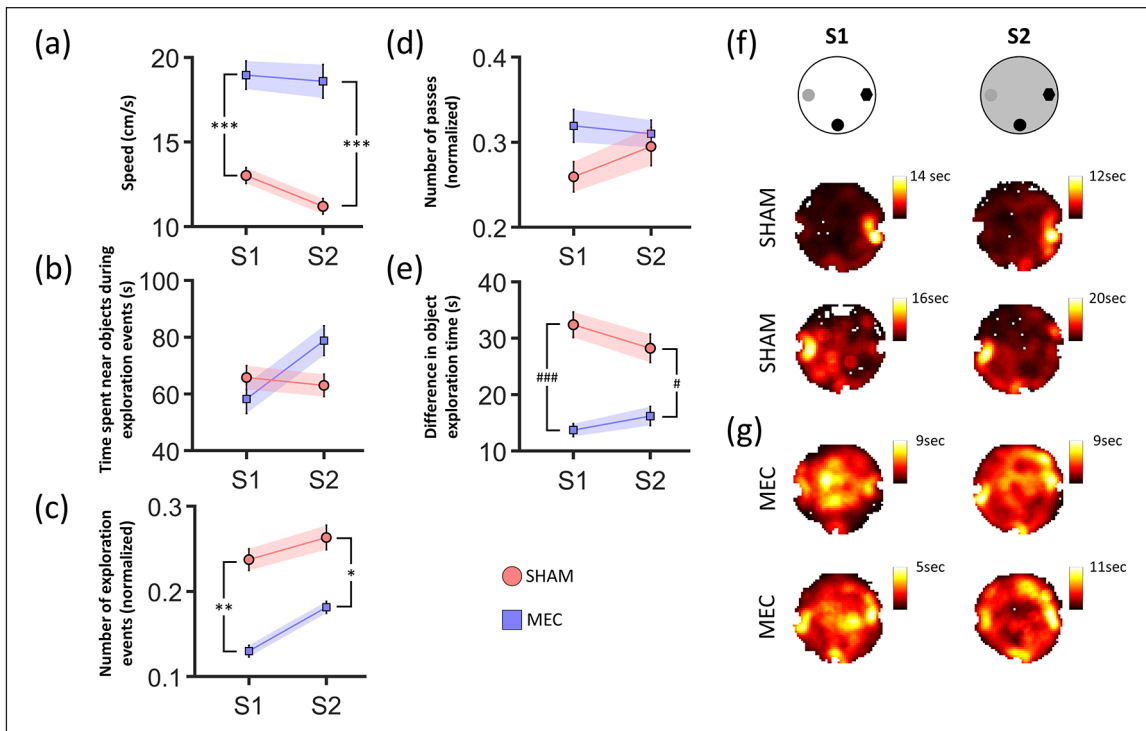 (a)
Speed (cm/s)
20
15
10
***
***
S1
S2
(b)
Time spent near objects during
exploration events (s)
100
80
60
40
S1
S2
(c)
Number of exploration
events (normalized)
0.3
0.2
0.1
**
*
S1
S2
(d)
Number of passes
(normalized)
0.4
0.3
0.2
S1
S2
(e)
Difference in object
exploration time (s)
40
30
20
10
###
#
S1
S2
SHAM
MEC
(f)
S1
S2
SHAM
14 sec
12sec
SHAM
16sec
20sec
(g)
MEC
9sec
9sec
MEC
5sec
11sec